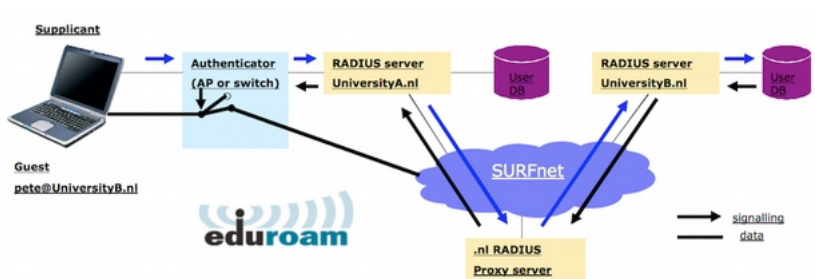 Supplicant
Authenticator
(AP or switch)
RADIUS server
UniversityA.nl
User
DB
RADIUS server
UniversityB.nl
User
DB
Guest
pete@UniversityB.nl
SURFnet
eduroam
signalling
data
.nl RADIUS
Proxy server